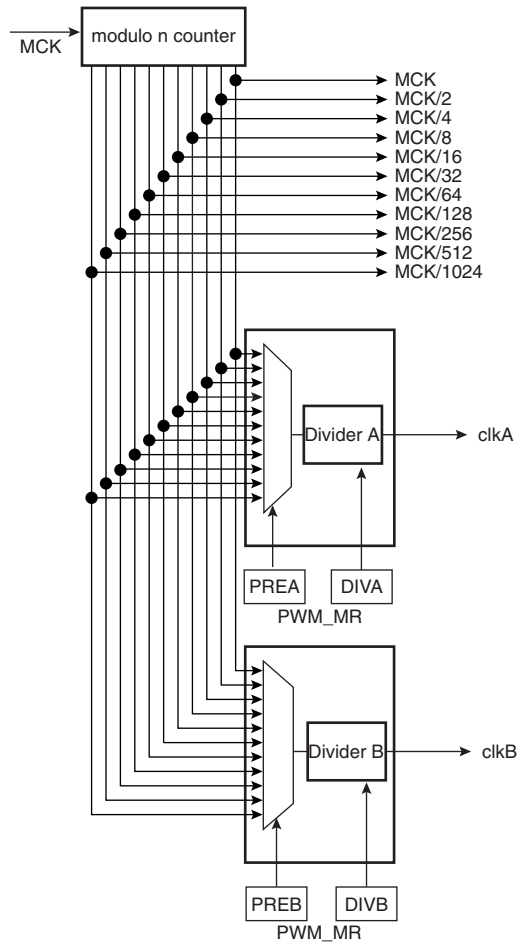 modulo n counter
MCK
MCK
MCK/2
MCK/4
MCK/8
MCK/16
MCK/32
MCK/64
MCK/128
MCK/256
MCK/512
MCK/1024
Divider A
clkA
PREA
DIVA
PWM_MR
Divider B
clkB
PREB
DIVB
PWM_MR